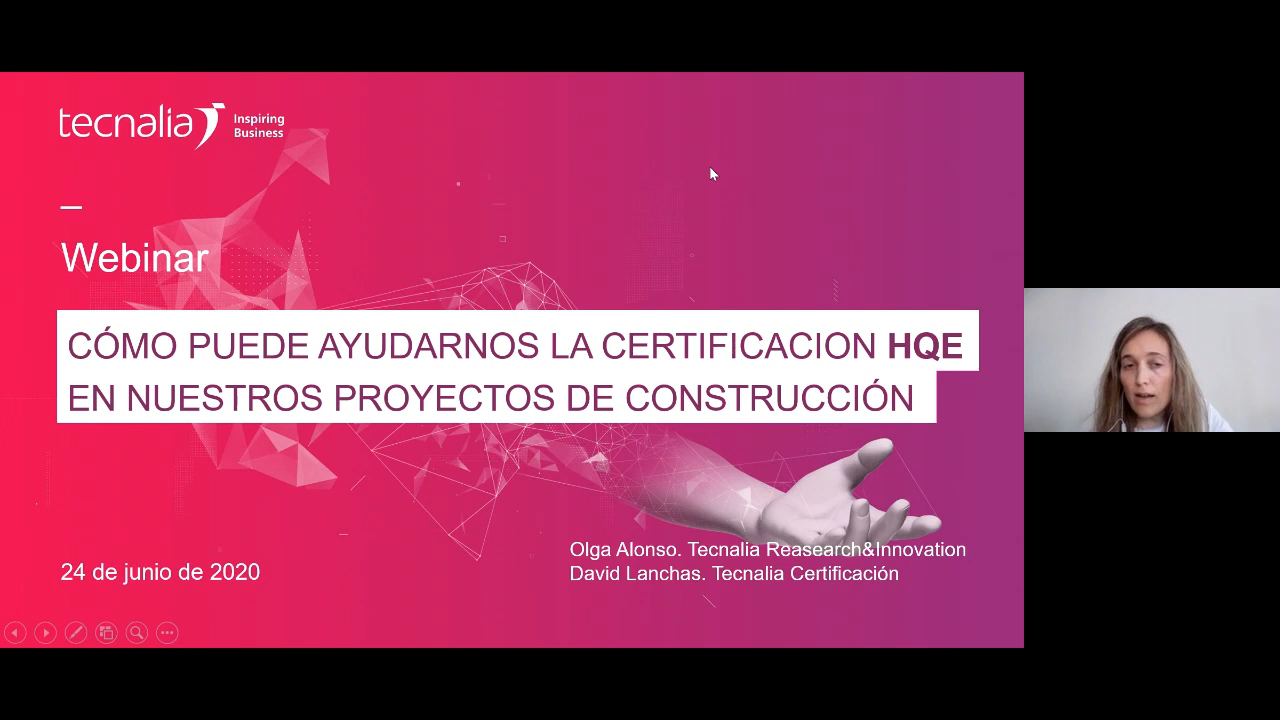 tecnalia Inspiring Business
Webinar
CÓMO PUEDE AYUDARNOS LA CERTIFICACION HQE
EN NUESTROS PROYECTOS DE CONSTRUCCIÓN
Olga Alonso. Tecnalia Reasearch&Innovation
David Lanchas. Tecnalia Certificación
24 de junio de 2020